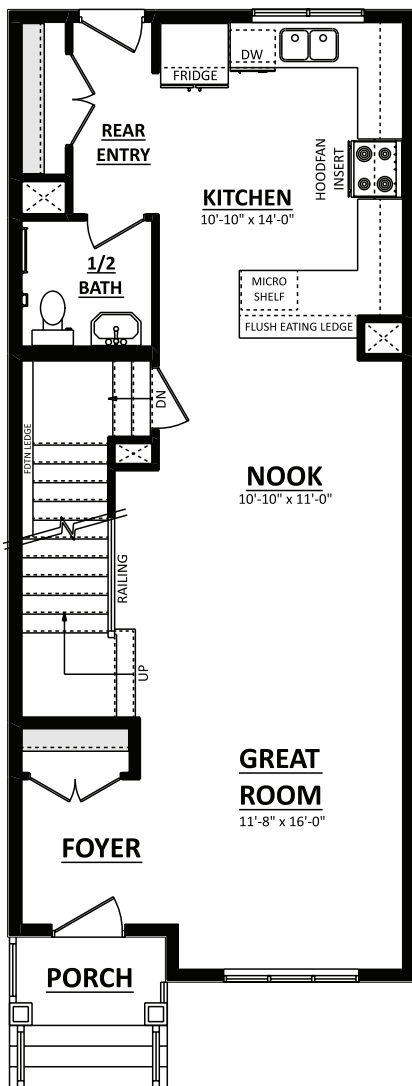 FRIDGE
DW
REAR
ENTRY
HOODFAN
INSERT
KITCHEN
10'-10" x 14'-0"
1/2
BATH
MICRO
SHELF
FLUSH EATING LEDGE
DN
FDTN LEDGE
NOOK
10'-10" x 11'-0"
RAILING
UP
GREAT
ROOM
11'-8" x 16'-0"
FOYER
PORCH